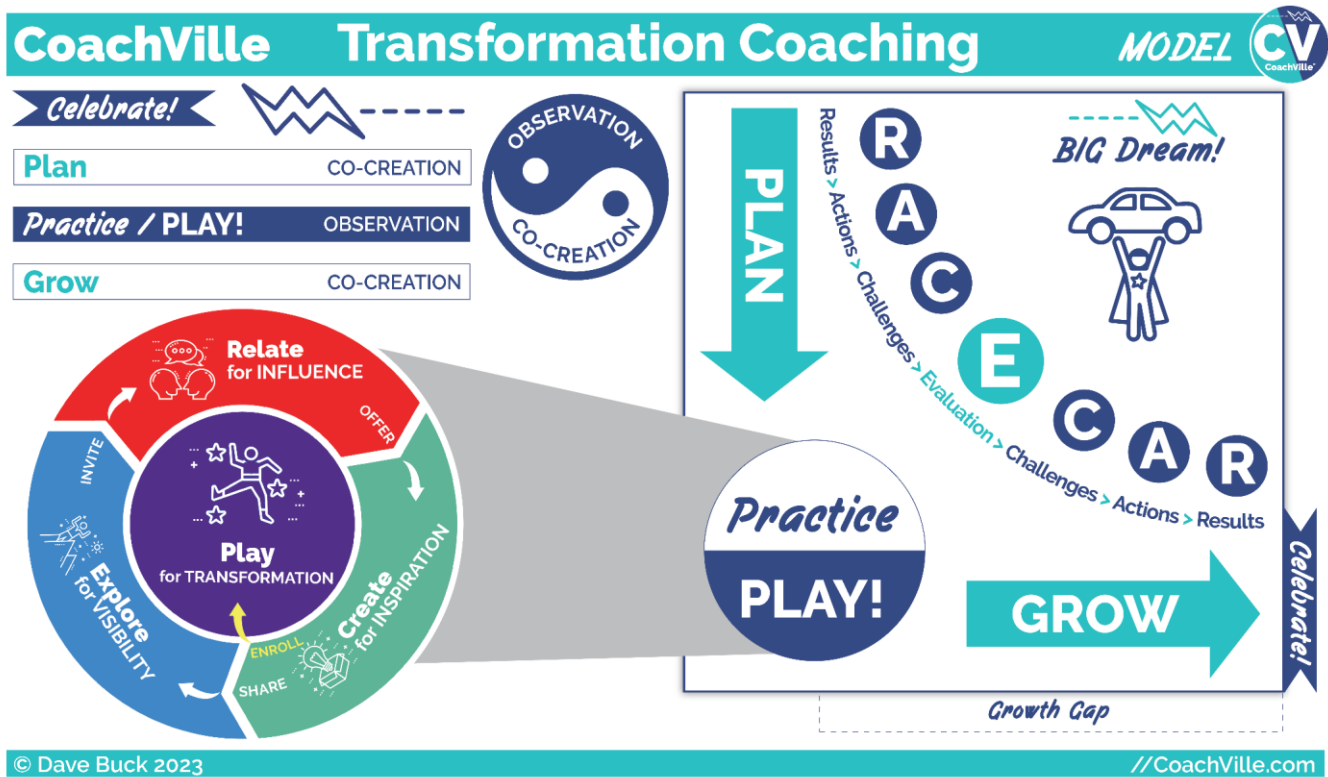 CoachVille Transformation Coaching MODEL
CV
CoachVille®
Celebrate!
Plan CO-CREATION
Practice / PLAY! OBSERVATION
Grow CO-CREATION
OBSERVATION
CO-CREATION
Relate
for INFLUENCE
OFFER
INVITE
Play
for TRANSFORMATION
Explore
for VISIBILITY
Create
for INSPIRATION
ENROLL
SHARE
PLAN
Results > Actions > Challenges > Evaluation > Challenges > Actions > Results
R
A
C
E
C
A
R
BIG Dream!
Practice
PLAY!
GROW
Celebrate!
Growth Gap
© Dave Buck 2023 //CoachVille.com